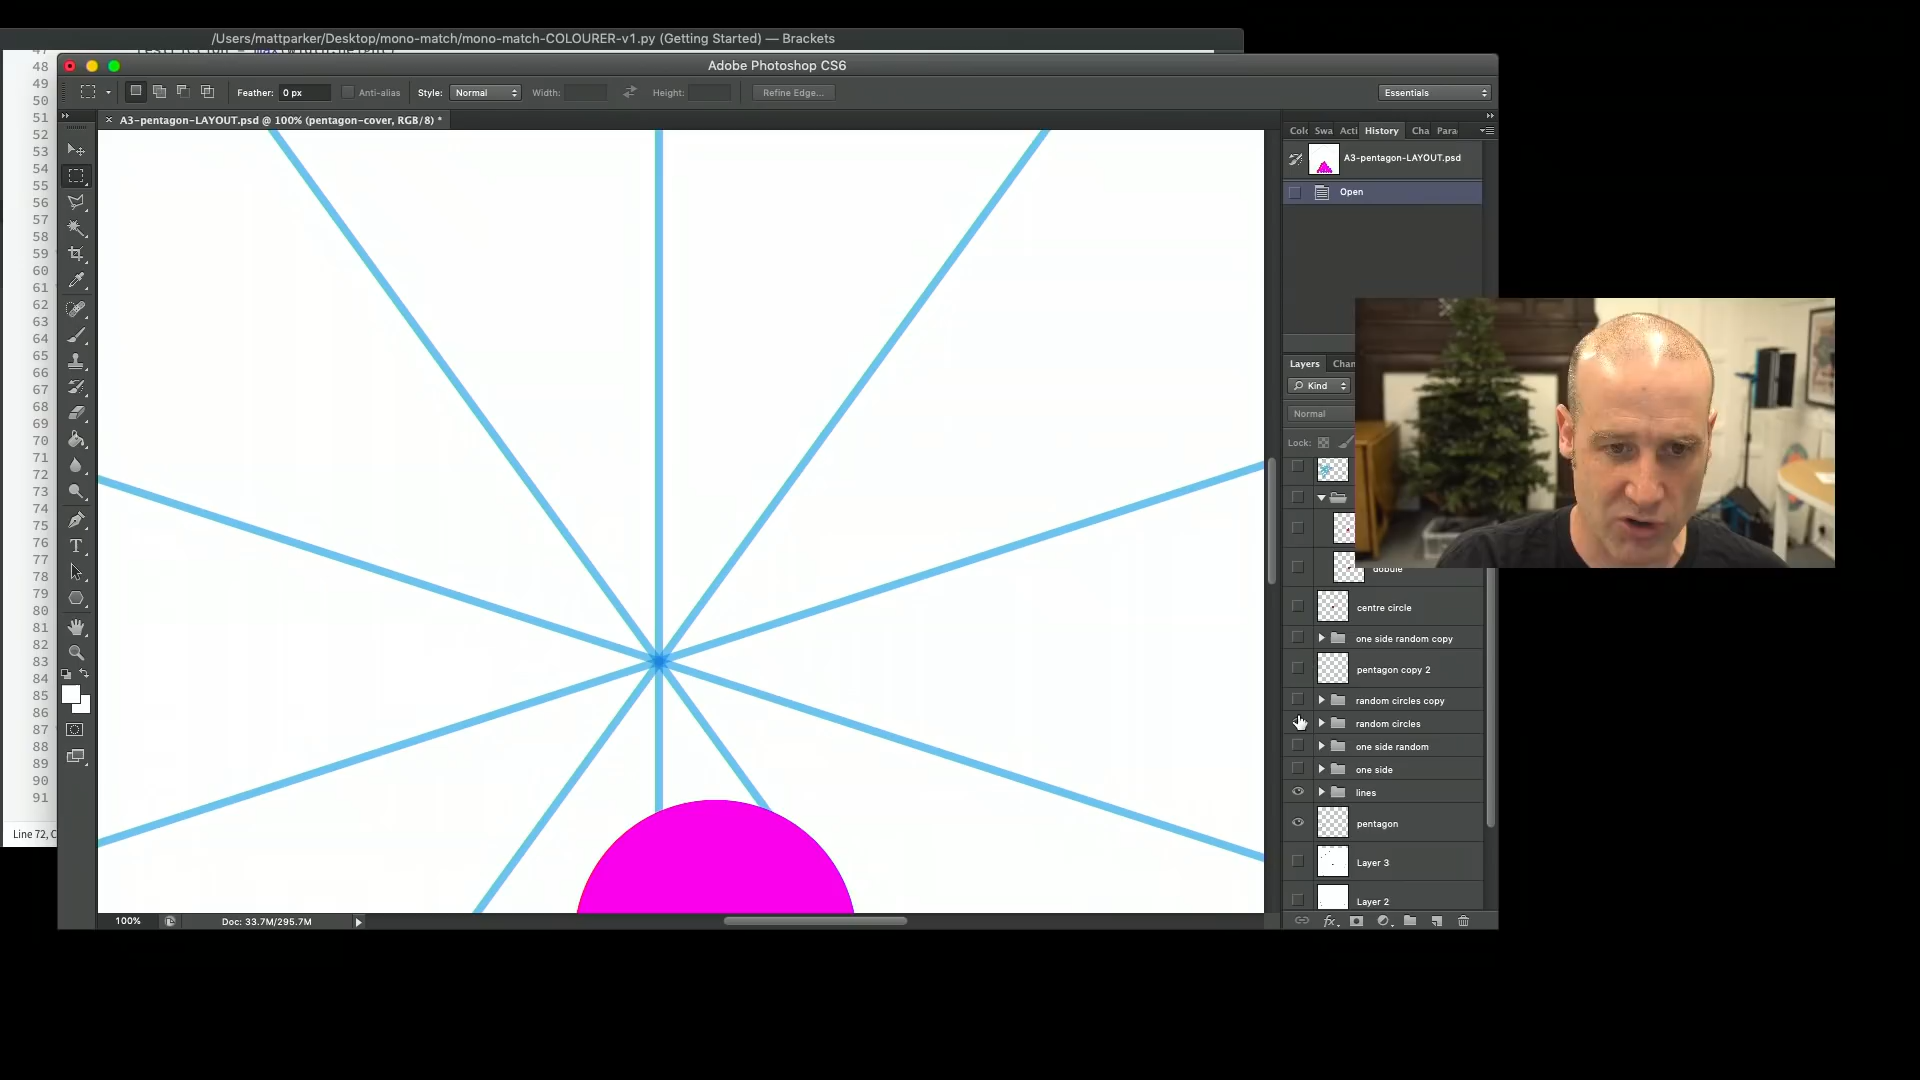 /Users/mattparker/Desktop/mono-match/mono-match-COLOURER-v1.py (Getting Started) — Brackets
Adobe Photoshop CS6
Feather: 0 px Anti-alias Style: Normal Width: Height: Refine Edge... Essentials
A3-pentagon-LAYOUT.psd @ 100% (pentagon-cover, RGB/8) *
Swa Acti History Cha Para
A3-pentagon-LAYOUT.psd
Open
Layers Chan
Kind
Normal
Lock:
dobule
centre circle
one side random copy
pentagon copy 2
random circles copy
random circles
one side random
one side
lines
pentagon
Layer 3
Layer 2
48
49
50
51
52
53
54
55
56
57
58
59
60
61
62
63
64
65
66
67
68
69
70
71
72
73
74
75
76
77
78
79
80
81
82
83
84
85
86
87
88
89
90
91
Line 72, C
100% Doc: 33.7M/295.7M